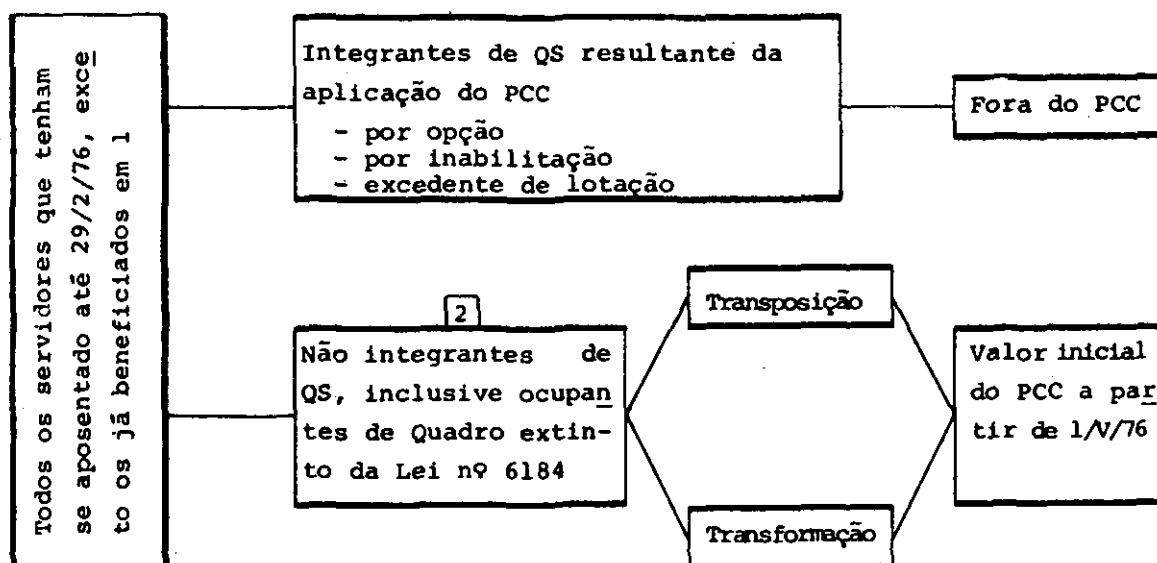 Todos os servidores que tenham
se aposentado até 29/2/76, exce
to os já beneficiados em 1
Integrantes de QS resultante da
aplicação do PCC
- por opção
- por inabilitação
- excedente de lotação
Fora do PCC
2
Não integrantes de
QS, inclusive ocupan
tes de Quadro extin-
to da Lei nº 6184
Transposição
Transformação
Valor inicial
do PCC a par
tir de 1/V/76